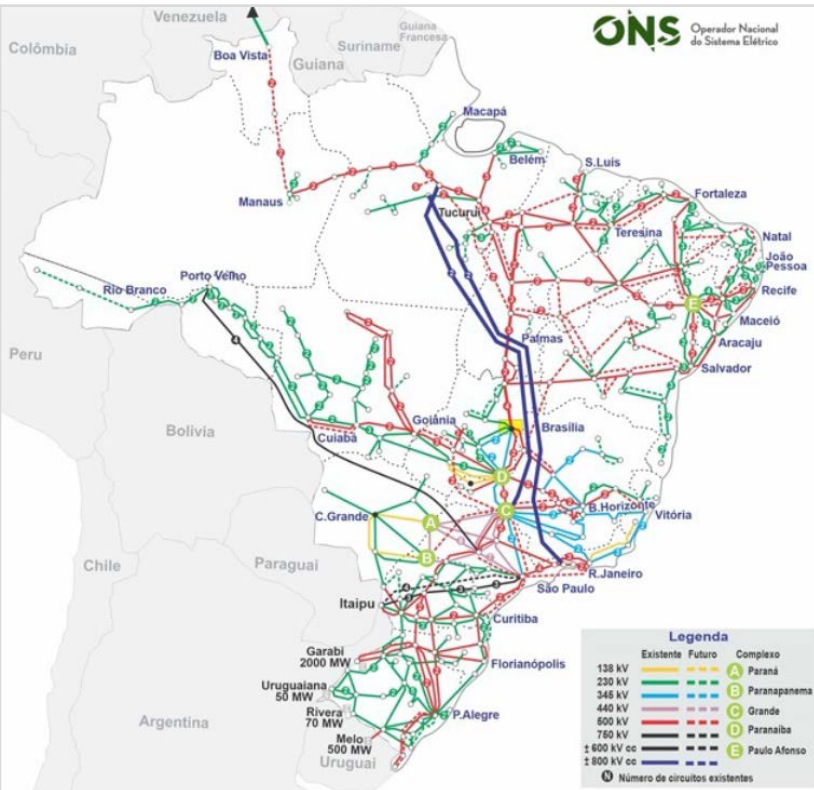 Venezuela
Colômbia
Boa Vista
Guiana
Suriname
Guiana
Francesa
ONS
Operador Nacional
do Sistema Elétrico
Macapá
Belém
S.Luis
Fortaleza
Manaus
Tucuruí
Teresina
Natal
João
Pessoa
Recife
Rio Branco
Porto Velho
E
Maceió
Aracaju
Salvador
Peru
Palmas
Bolivia
Cuiabá
Goiânia
Brasília
D
C
B.Horizonte
Vitória
C.Grande
A
B
Chile
Paraguai
R.Janeiro
São Paulo
Itaipu
Curitiba
Garabi
2000 MW
Florianópolis
Uruguaiana
50 MW
Rivera
70 MW
P.Alegre
Melo
500 MW
Argentina
Uruguai
Legenda
Existente Futuro Complexo
138 kV
230 kV
345 kV
440 kV
500 kV
750 kV
±600 kV cc
±800 kV cc
A Paraná
B Paranapanema
C Grande
D Paranaíba
E Paulo Afonso
N Número de circuitos existentes